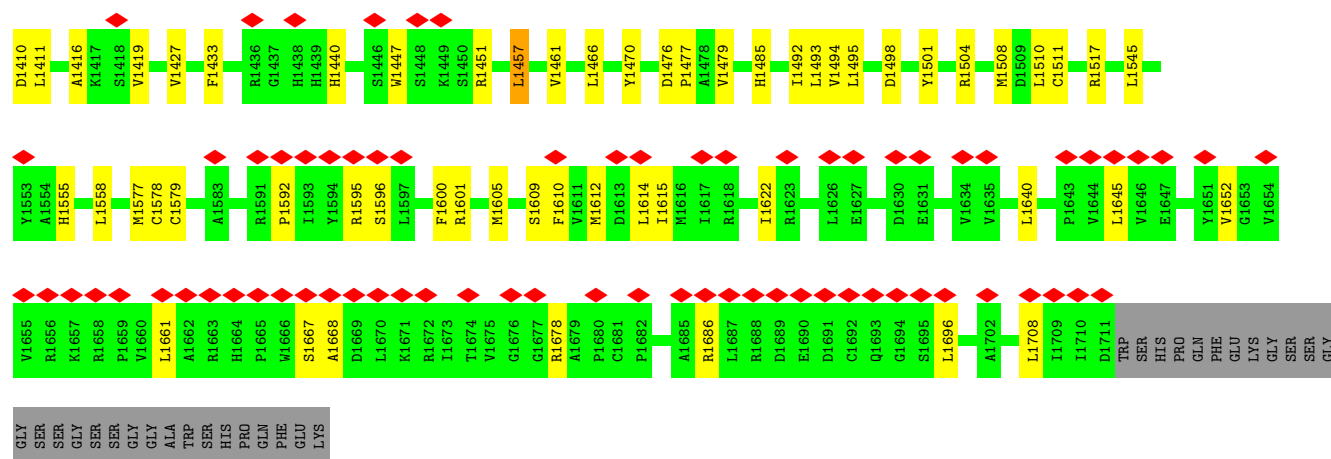 D1410 L1411 A1416 K1417 S1418 V1419 V1427 F1433 R1436 G1437 H1438 H1439 H1440 S1446 W1447 S1448 K1449 S1450 R1451 L1457 V1461 L1466 Y1470 D1476 P1477 A1478 V1479 H1485 I1492 L1493 V1494 L1495 D1498 Y1501 R1504 M1508 D1509 L1510 C1511 R1517 L1545
Y1553 A1554 H1555 L1558 M1577 C1578 C1579 A1583 R1591 P1592 I1593 Y1594 R1595 S1596 L1597 F1600 R1601 M1605 S1609 F1610 V1611 M1612 D1613 L1614 I1615 M1616 I1617 R1618 I1622 R1623 L1626 E1627 D1630 E1631 V1634 V1635 L1640 P1643 V1644 L1645 V1646 E1647 Y1651 V1652 G1653 V1654
V1655 R1656 K1657 R1658 P1659 V1660 L1661 A1662 R1663 H1664 P1665 W1666 S1667 A1668 D1669 L1670 K1671 R1672 I1673 T1674 V1675 G1676 G1677 R1678 A1679 P1680 C1681 P1682 A1685 R1686 L1687 R1688 D1689 E1690 D1691 C1692 Q1693 G1694 S1695 L1696 A1702 L1708 I1709 I1710 D1711 TRP SER HIS PRO GLN PHE GLU LYS GLY SER SER GLY
GLY SER SER GLY SER SER GLY GLY ALA TRP SER HIS PRO GLN PHE GLU LYS